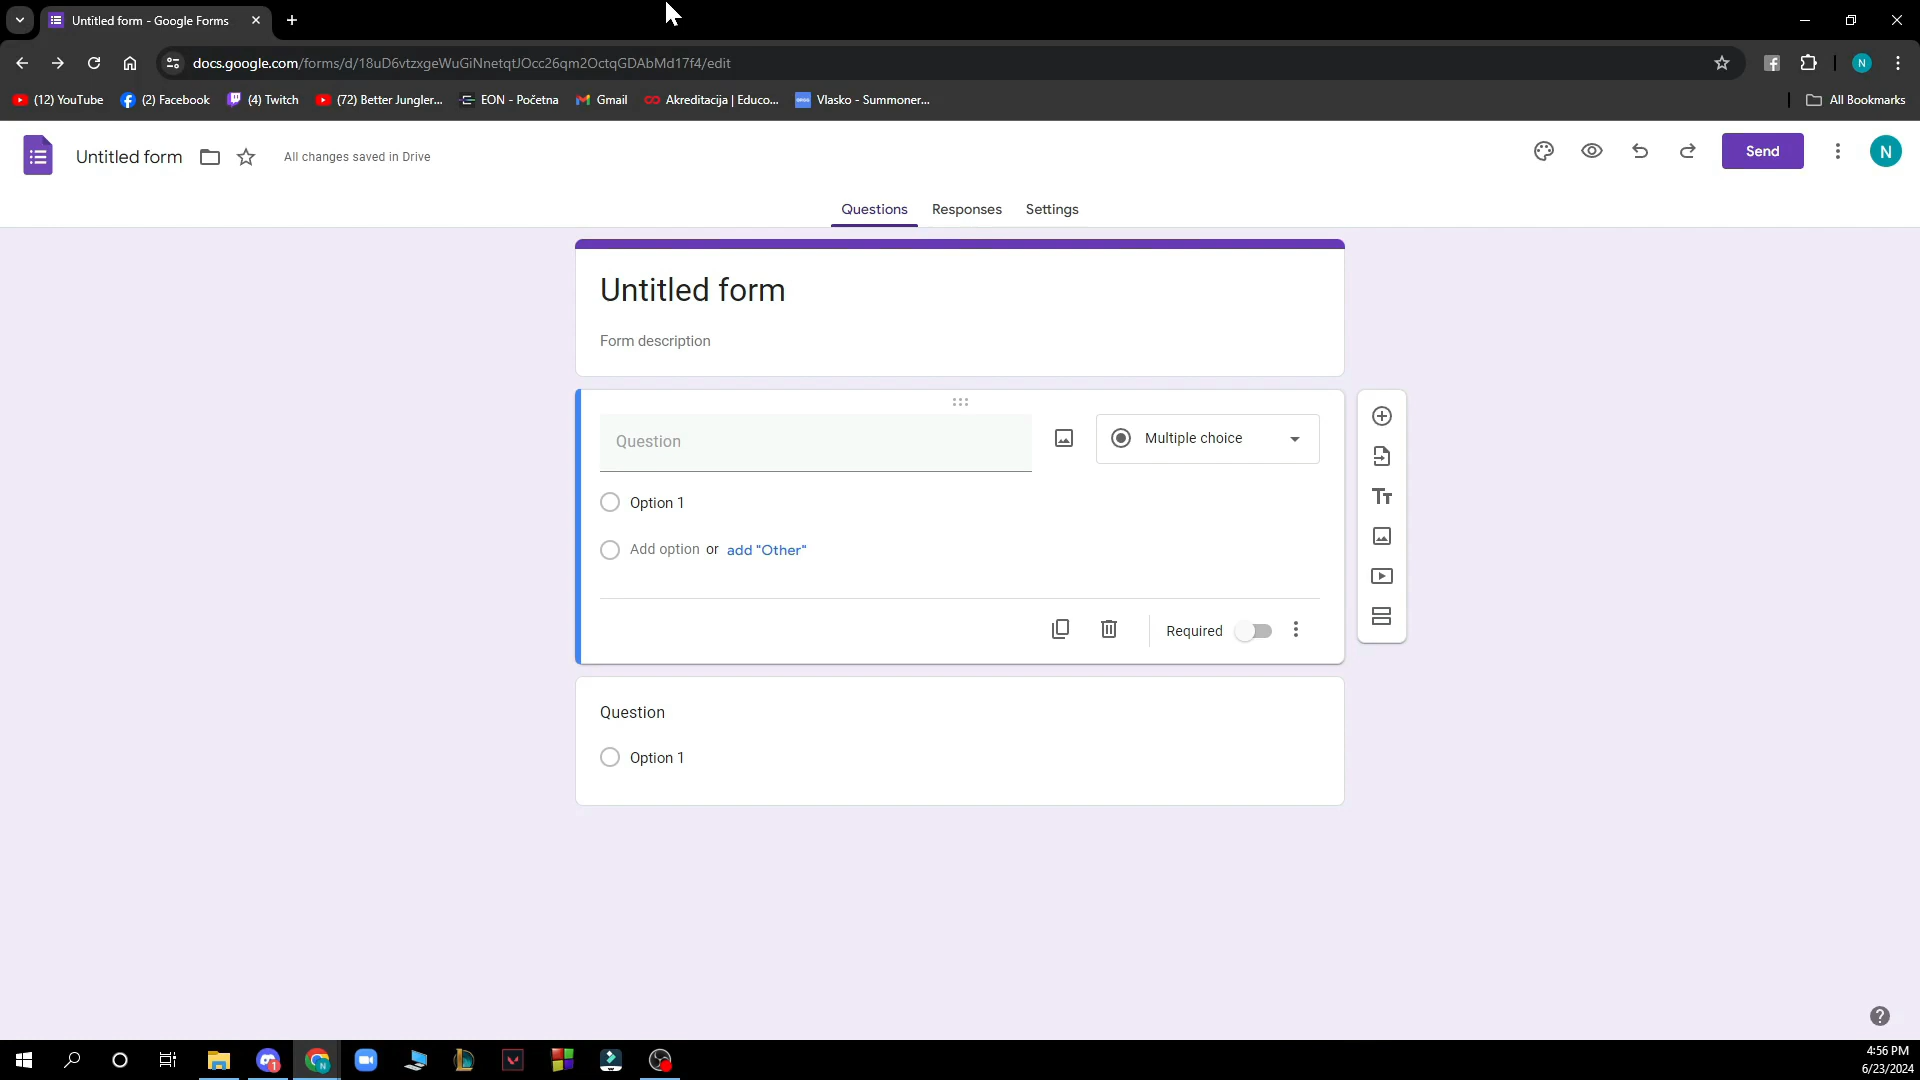 Untitled form - Google Forms
docs.google.com/forms/d/18uD6vtzxgeWuGiNnetqtJOcc26qm2OctqGDAbMd17f4/edit
N
(12) YouTube
(2) Facebook
(4) Twitch
(72) Better Jungler...
EON - Početna
Gmail
Akreditacija | Educo...
Vlasko - Summoner...
All Bookmarks
Untitled form
All changes saved in Drive
Send
N
Questions
Responses
Settings
Untitled form
Form description
Question
Multiple choice
Option 1
Add option or add "Other"
Required
Question
Option 1
4:56 PM
6/23/2024